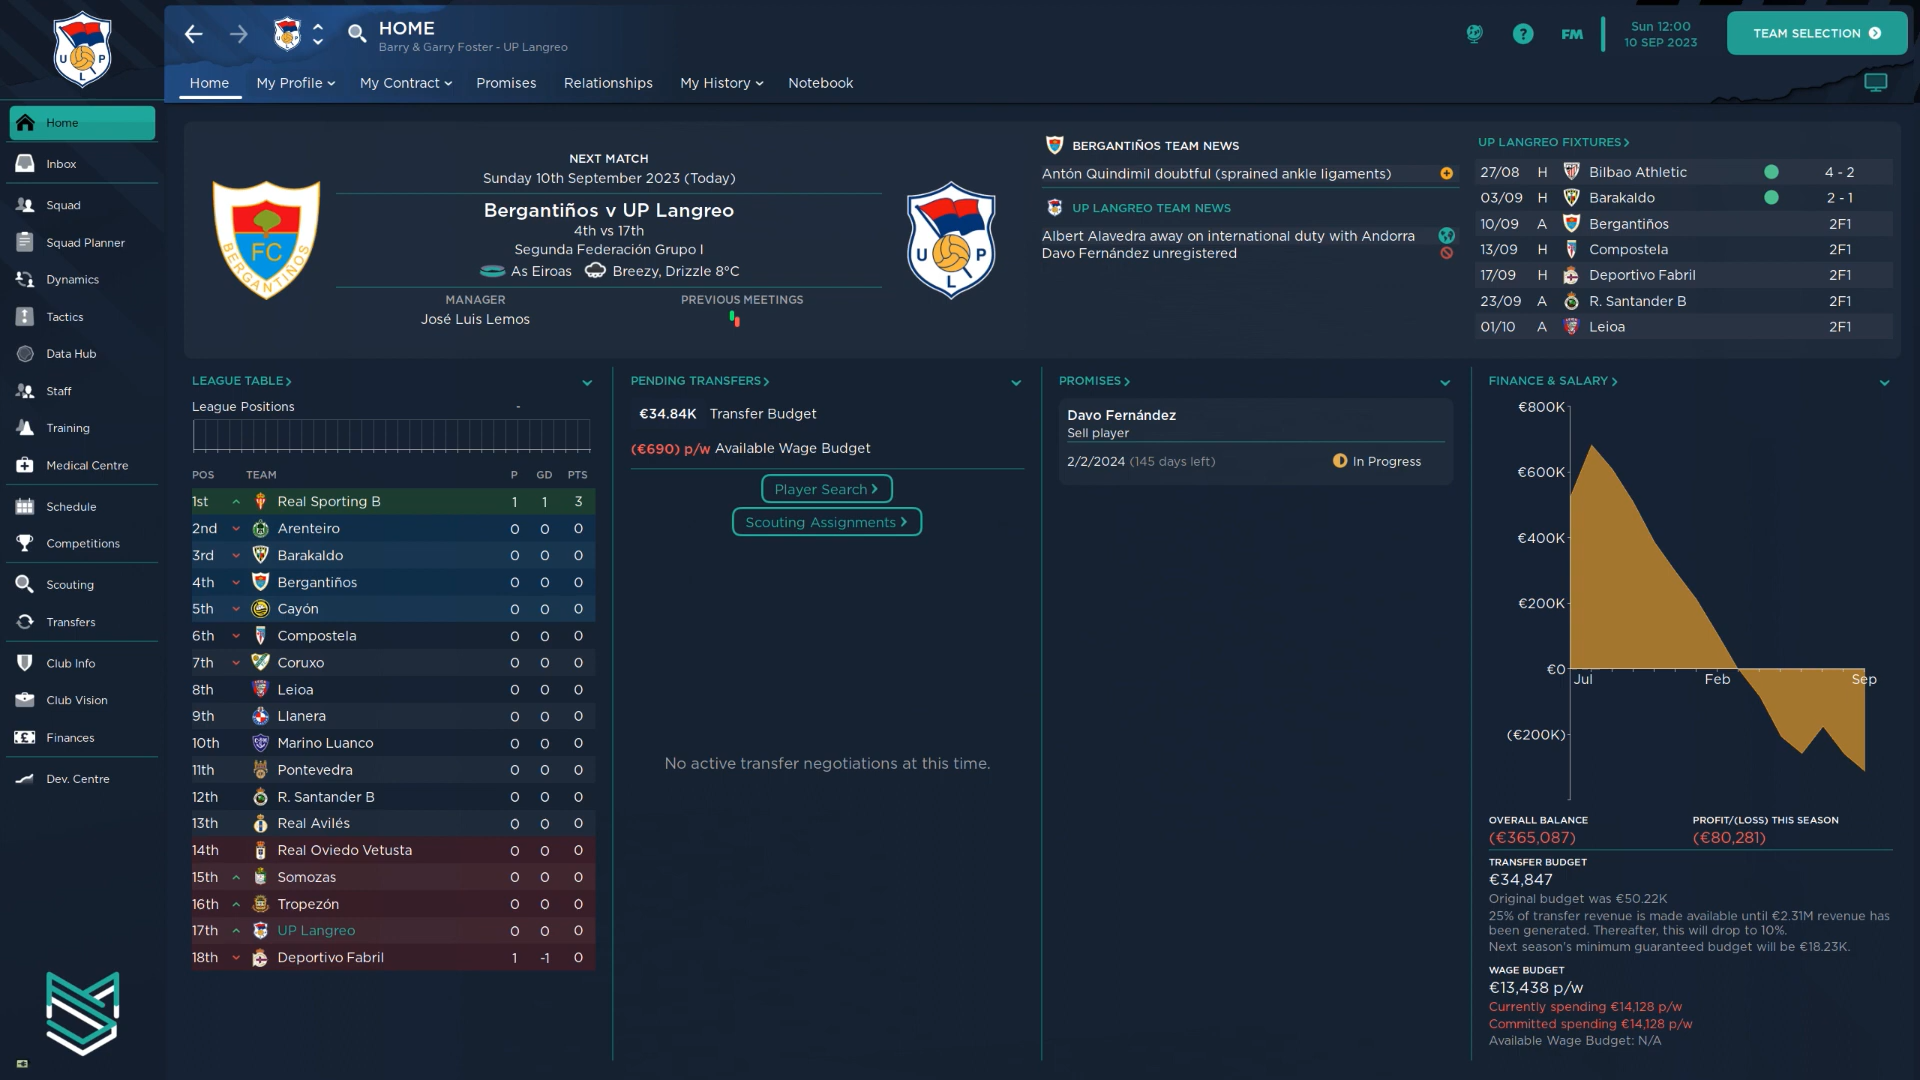 HOME
Barry & Garry Foster - UP Langreo
FM
Sun 12:00
10 SEP 2023
TEAM SELECTION
Home
My Profile
My Contract
Promises
Relationships
My History
Notebook
U P L
Home
Inbox
Squad
Squad Planner
Dynamics
Tactics
Data Hub
Staff
Training
Medical Centre
Schedule
Competitions
Scouting
Transfers
Club Info
Club Vision
Finances
Dev. Centre
FC
BERGANTIÑOS
NEXT MATCH
Sunday 10th September 2023 (Today)
Bergantiños v UP Langreo
4th vs 17th
Segunda Federación Grupo I
As Eiroas Breezy, Drizzle 8°C
MANAGER
José Luis Lemos
PREVIOUS MEETINGS
U P L
BERGANTIÑOS TEAM NEWS
Antón Quindimil doubtful (sprained ankle ligaments)
UP LANGREO TEAM NEWS
Albert Alavedra away on international duty with Andorra
Davo Fernández unregistered
UP LANGREO FIXTURES
27/08 H Bilbao Athletic 4 - 2
03/09 H Barakaldo 2 - 1
10/09 A Bergantiños 2F1
13/09 H Compostela 2F1
17/09 H Deportivo Fabril 2F1
23/09 A R. Santander B 2F1
01/10 A Leioa 2F1
LEAGUE TABLE
League Positions -
POS TEAM P GD PTS
1st Real Sporting B 1 1 3
2nd Arenteiro 0 0 0
3rd Barakaldo 0 0 0
4th Bergantiños 0 0 0
5th Cayón 0 0 0
6th Compostela 0 0 0
7th Coruxo 0 0 0
8th Leioa 0 0 0
9th Llanera 0 0 0
10th Marino Luanco 0 0 0
11th Pontevedra 0 0 0
12th R. Santander B 0 0 0
13th Real Avilés 0 0 0
14th Real Oviedo Vetusta 0 0 0
15th Somozas 0 0 0
16th Tropezón 0 0 0
17th UP Langreo 0 0 0
18th Deportivo Fabril 1 -1 0
PENDING TRANSFERS
€34.84K Transfer Budget
(€690) p/w Available Wage Budget
Player Search
Scouting Assignments
No active transfer negotiations at this time.
PROMISES
Davo Fernández
Sell player
2/2/2024 (145 days left) In Progress
FINANCE & SALARY
€800K
€600K
€400K
€200K
€0
(€200K)
Jul Feb Sep
OVERALL BALANCE
(€365,087)
PROFIT/(LOSS) THIS SEASON
(€80,281)
TRANSFER BUDGET
€34,847
Original budget was €50.22K
25% of transfer revenue is made available until €2.31M revenue has
been generated. Thereafter, this will drop to 10%.
Next season's minimum guaranteed budget will be €18.23K.
WAGE BUDGET
€13,438 p/w
Currently spending €14,128 p/w
Committed spending €14,128 p/w
Available Wage Budget: N/A